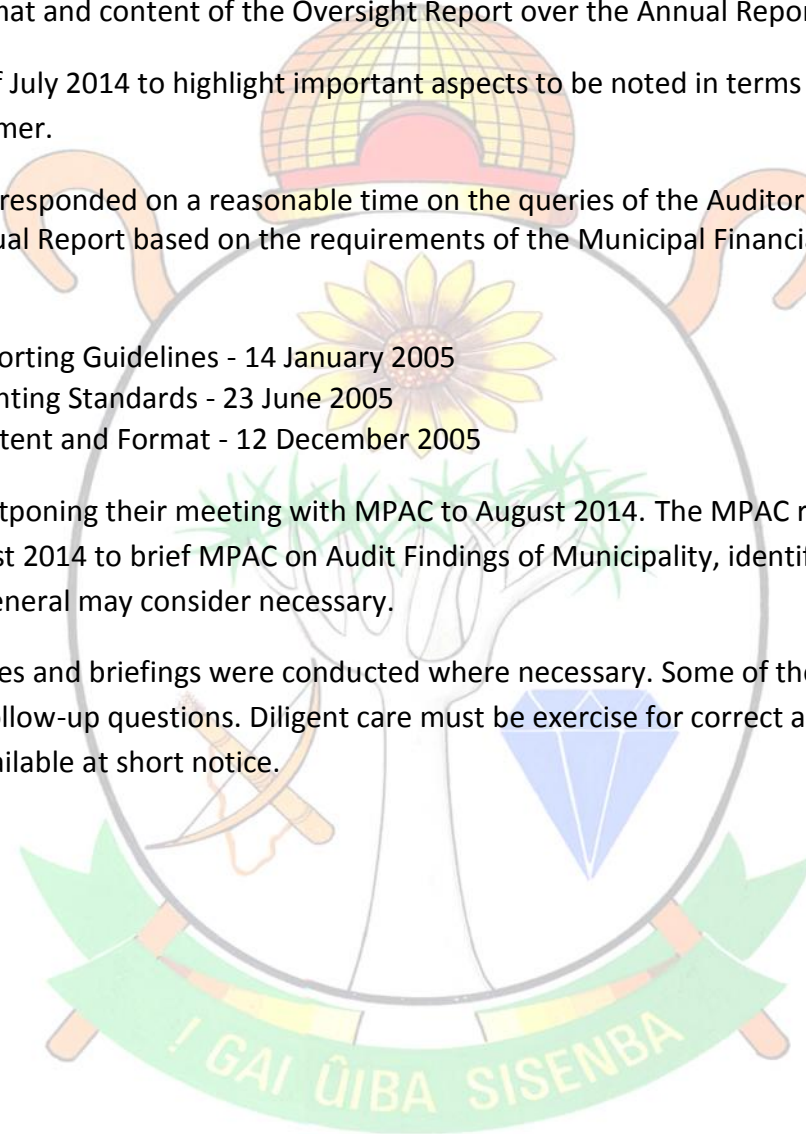 mat and content of the Oversight Report over the Annual Repor
f July 2014 to highlight important aspects to be noted in terms
mer.
responded on a reasonable time on the queries of the Auditor
ual Report based on the requirements of the Municipal Financi
orting Guidelines - 14 January 2005
nting Standards - 23 June 2005
tent and Format - 12 December 2005
tponing their meeting with MPAC to August 2014. The MPAC r
st 2014 to brief MPAC on Audit Findings of Municipality, identif
eneral may consider necessary.
es and briefings were conducted where necessary. Some of the
ollow-up questions. Diligent care must be exercise for correct a
ailable at short notice.
! GAI ÛIBA SISENBA